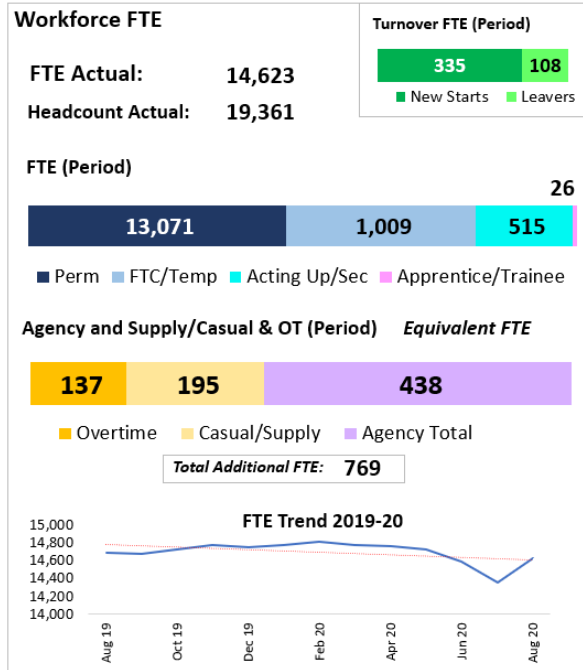 Workforce FTE
Turnover FTE (Period)
335 108
New Starts Leavers
FTE Actual: 14,623
Headcount Actual: 19,361
FTE (Period)
26
13,071 1,009 515
Perm FTC/Temp Acting Up/Sec Apprentice/Trainee
Agency and Supply/Casual & OT (Period) Equivalent FTE
137 195 438
Overtime Casual/Supply Agency Total
Total Additional FTE: 769
FTE Trend 2019-20
15,000
14,800
14,600
14,400
14,200
14,000
Aug 19 Oct 19 Dec 19 Feb 20 Apr 20 Jun 20 Aug 20